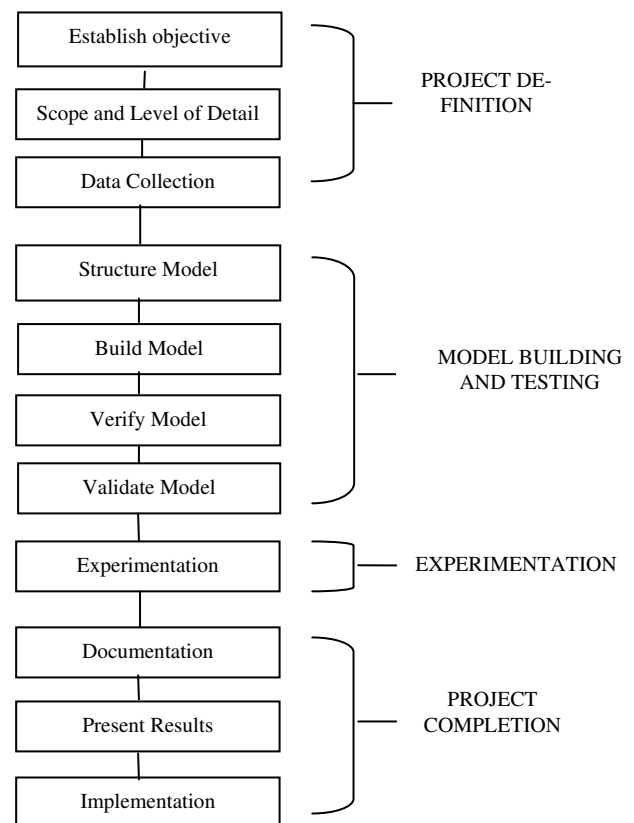 Establish objective
Scope and Level of Detail
Data Collection
PROJECT DE-
FINITION
Structure Model
Build Model
Verify Model
Validate Model
MODEL BUILDING
AND TESTING
Experimentation
EXPERIMENTATION
Documentation
Present Results
Implementation
PROJECT
COMPLETION